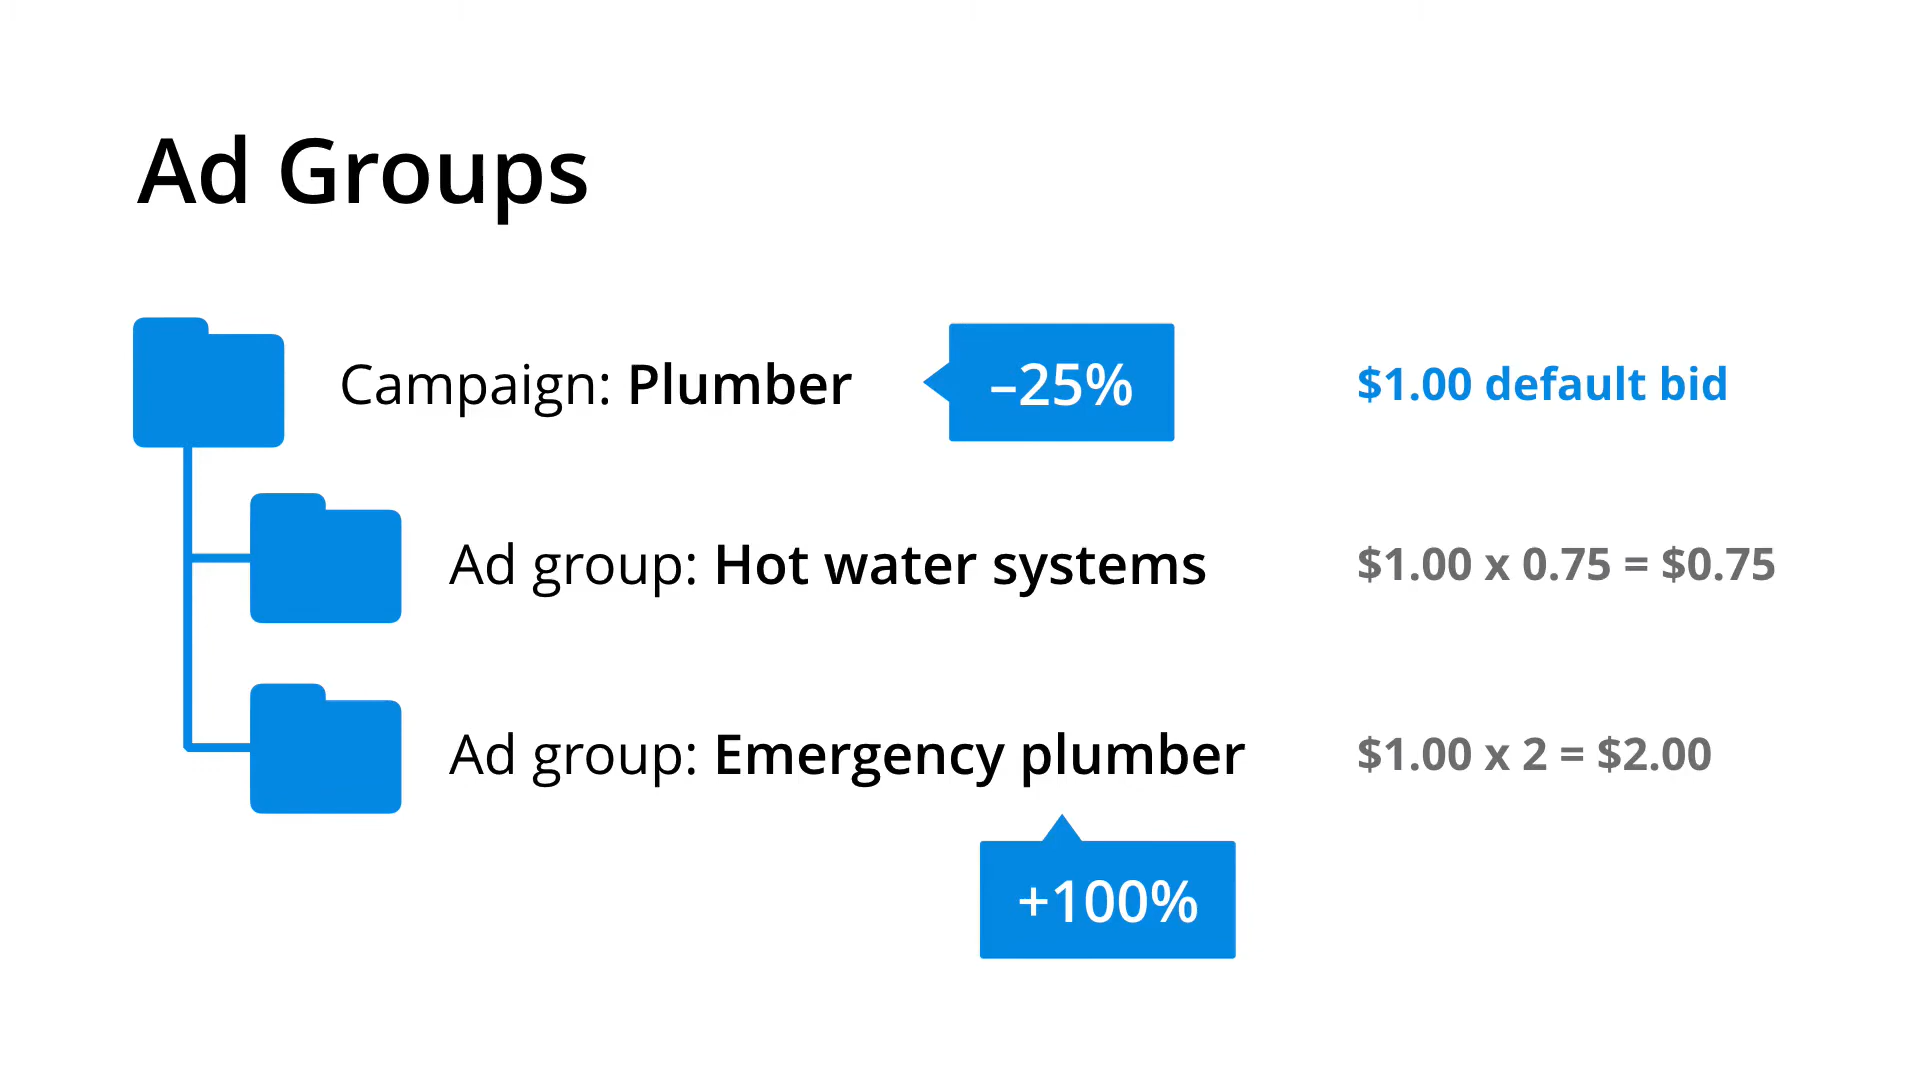 Ad Groups
Campaign: Plumber
–25%
$1.00 default bid
Ad group: Hot water systems
$1.00 x 0.75 = $0.75
Ad group: Emergency plumber
$1.00 x 2 = $2.00
+100%